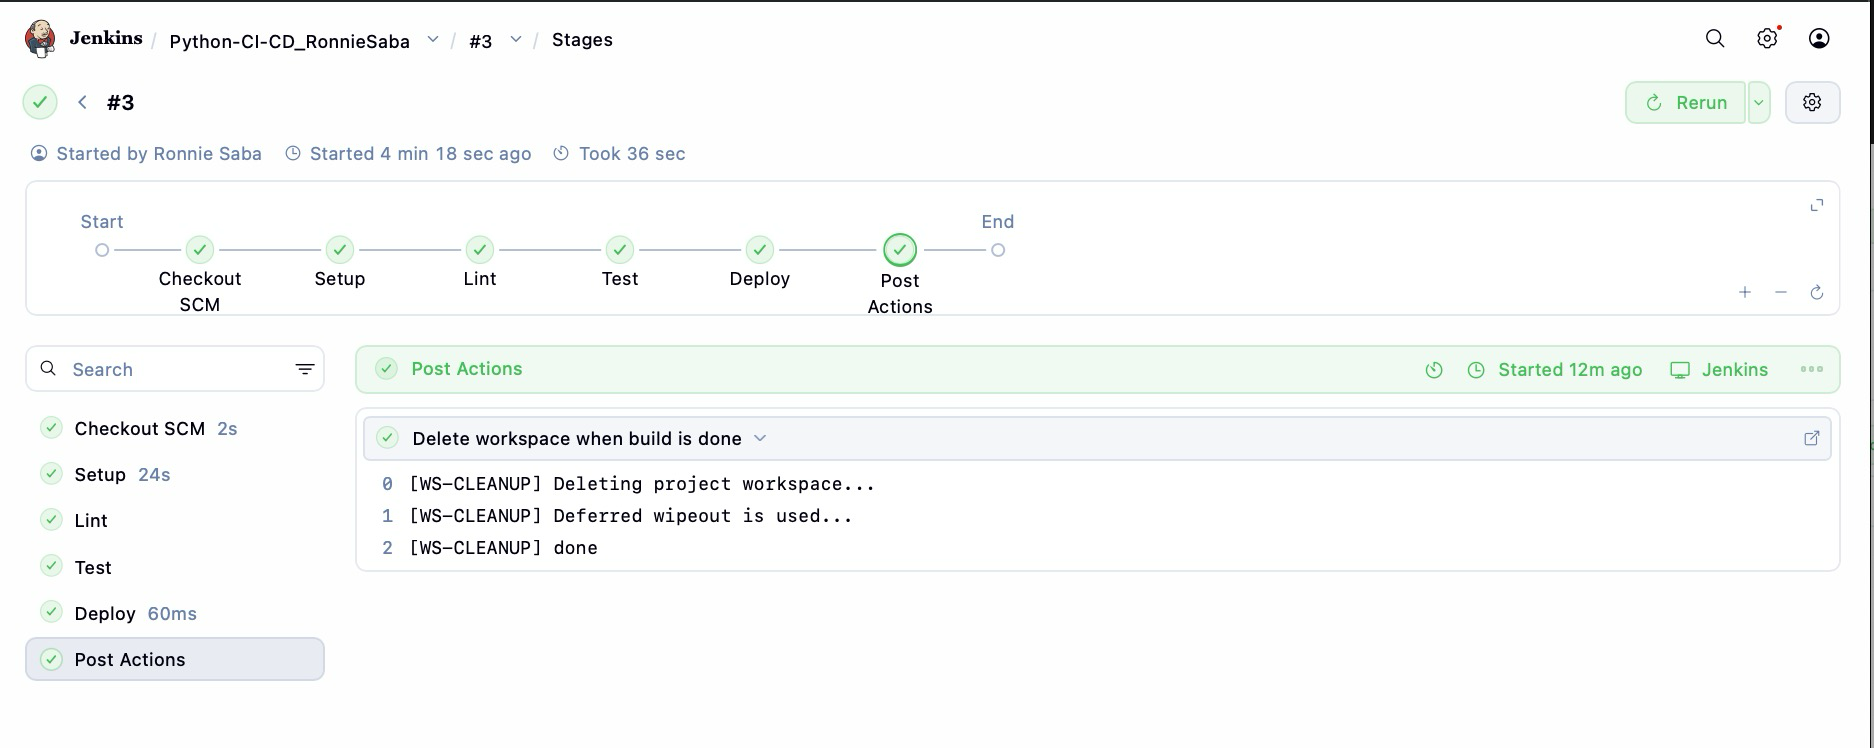 Jenkins / Python-CI-CD_RonnieSaba / #3 / Stages
#3
Rerun
Started by Ronnie Saba Started 4 min 18 sec ago Took 36 sec
Start
End
Checkout SCM
Setup
Lint
Test
Deploy
Post Actions
Search
Checkout SCM 2s
Setup 24s
Lint
Test
Deploy 60ms
Post Actions
Post Actions
Started 12m ago
Jenkins
Delete workspace when build is done
0 [WS-CLEANUP] Deleting project workspace...
1 [WS-CLEANUP] Deferred wipeout is used...
2 [WS-CLEANUP] done